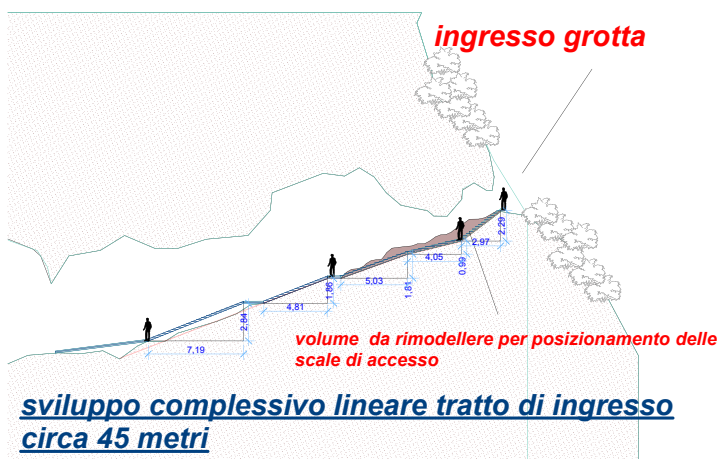 ingresso grotta
2,29
2,97
0,99
4,05
1,81
5,03
1,86
4,81
2,84
7,19
volume da rimodellere per posizionamento delle
scale di accesso
sviluppo complessivo lineare tratto di ingresso
circa 45 metri